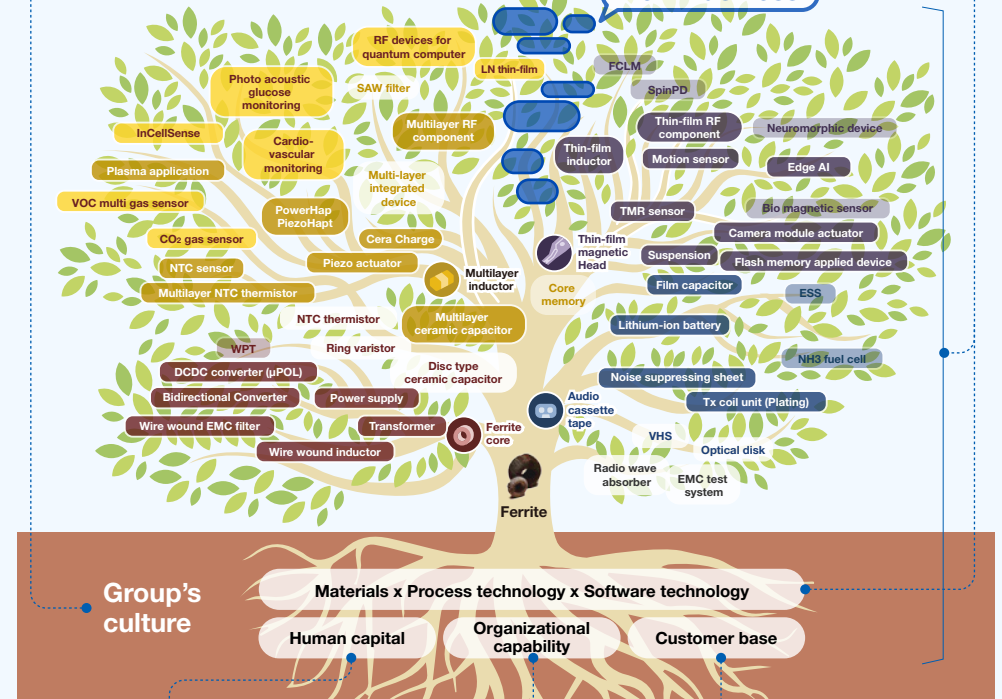 RF devices for
quantum computer
LN thin-film
FCLM
Photo acoustic
glucose
monitoring
SAW filter
SpinPD
Multilayer RF
component
Thin-film RF
component
Neuromorphic device
InCellSense
Cardio-
vascular
monitoring
Thin-film
inductor
Motion sensor
Edge AI
Plasma application
Multi-layer
integrated
device
VOC multi gas sensor
PowerHap
PiezoHapt
TMR sensor
Bio magnetic sensor
CO2 gas sensor
Cera Charge
Camera module actuator
Thin-film
magnetic
Head
Suspension
Flash memory applied device
NTC sensor
Piezo actuator
Multilayer
inductor
Film capacitor
Multilayer NTC thermistor
Core
memory
ESS
NTC thermistor
Multilayer
ceramic capacitor
Lithium-ion battery
WPT
Ring varistor
NH3 fuel cell
DCDC converter (μPOL)
Disc type
ceramic capacitor
Noise suppressing sheet
Bidirectional Converter
Power supply
Audio
cassette
tape
Tx coil unit (Plating)
Wire wound EMC filter
Transformer
Ferrite
core
VHS
Optical disk
Wire wound inductor
Radio wave
absorber
EMC test
system
Ferrite
Group's
culture
Materials x Process technology x Software technology
Human capital
Organizational
capability
Customer base